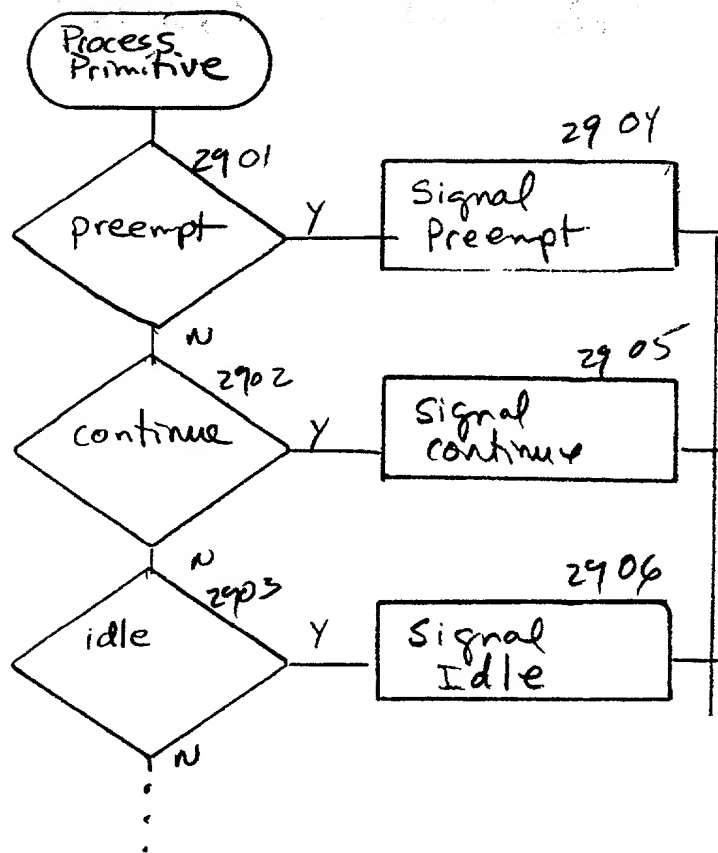 Process
Primitive
2901
preempt
Y
2904
Signal
Preempt
N
2902
continue
Y
2905
Signal
continue
N
2903
idle
Y
2906
Signal
Idle
N